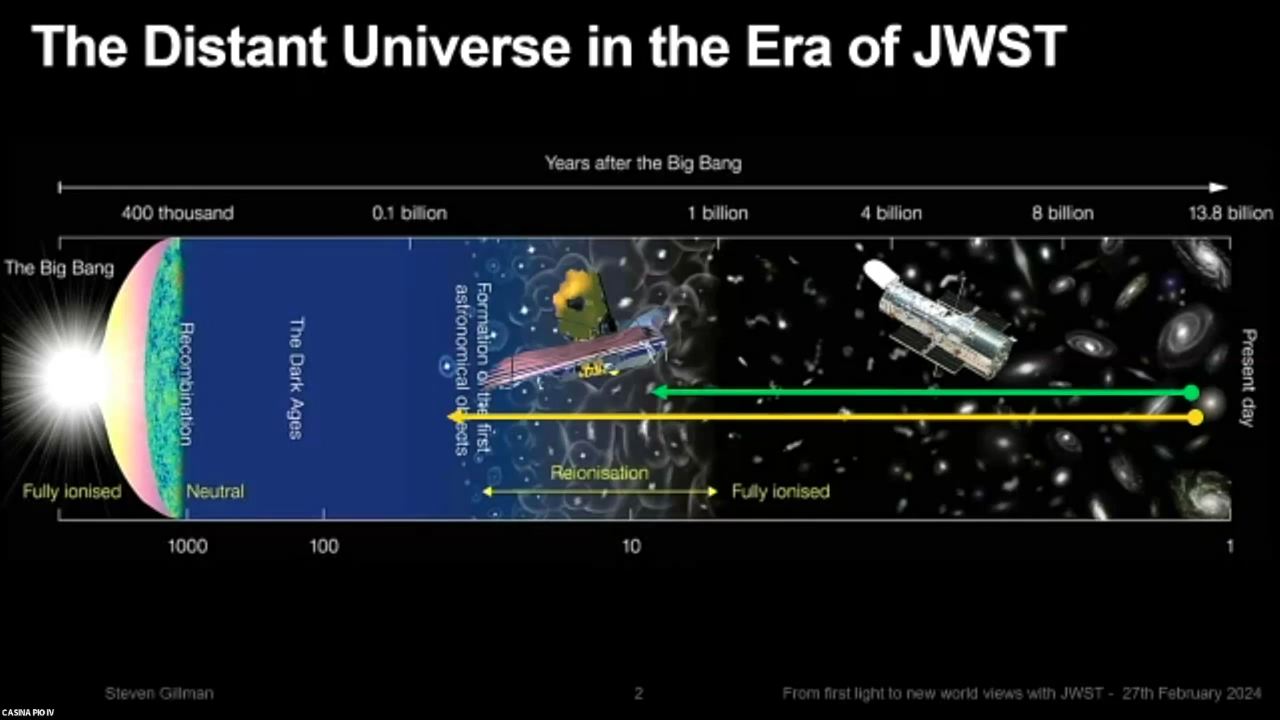 The Distant Universe in the Era of JWST
Years after the Big Bang
400 thousand
0.1 billion
1 billion
4 billion
8 billion
13.8 billion
The Big Bang
Recombination
The Dark Ages
Formation of the first
astronomical objects
Present day
Reionisation
Fully ionised
Neutral
Fully ionised
1000
100
10
1
Steven Gillman
2
From first light to new world views with JWST - 27th February 2024
CASINA PIO IV